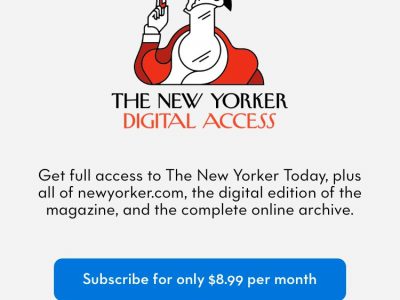 THE NEW YORKER
DIGITAL ACCESS
Get full access to The New Yorker Today, plus
all of newyorker.com, the digital edition of the
magazine, and the complete online archive.
Subscribe for only $8.99 per month